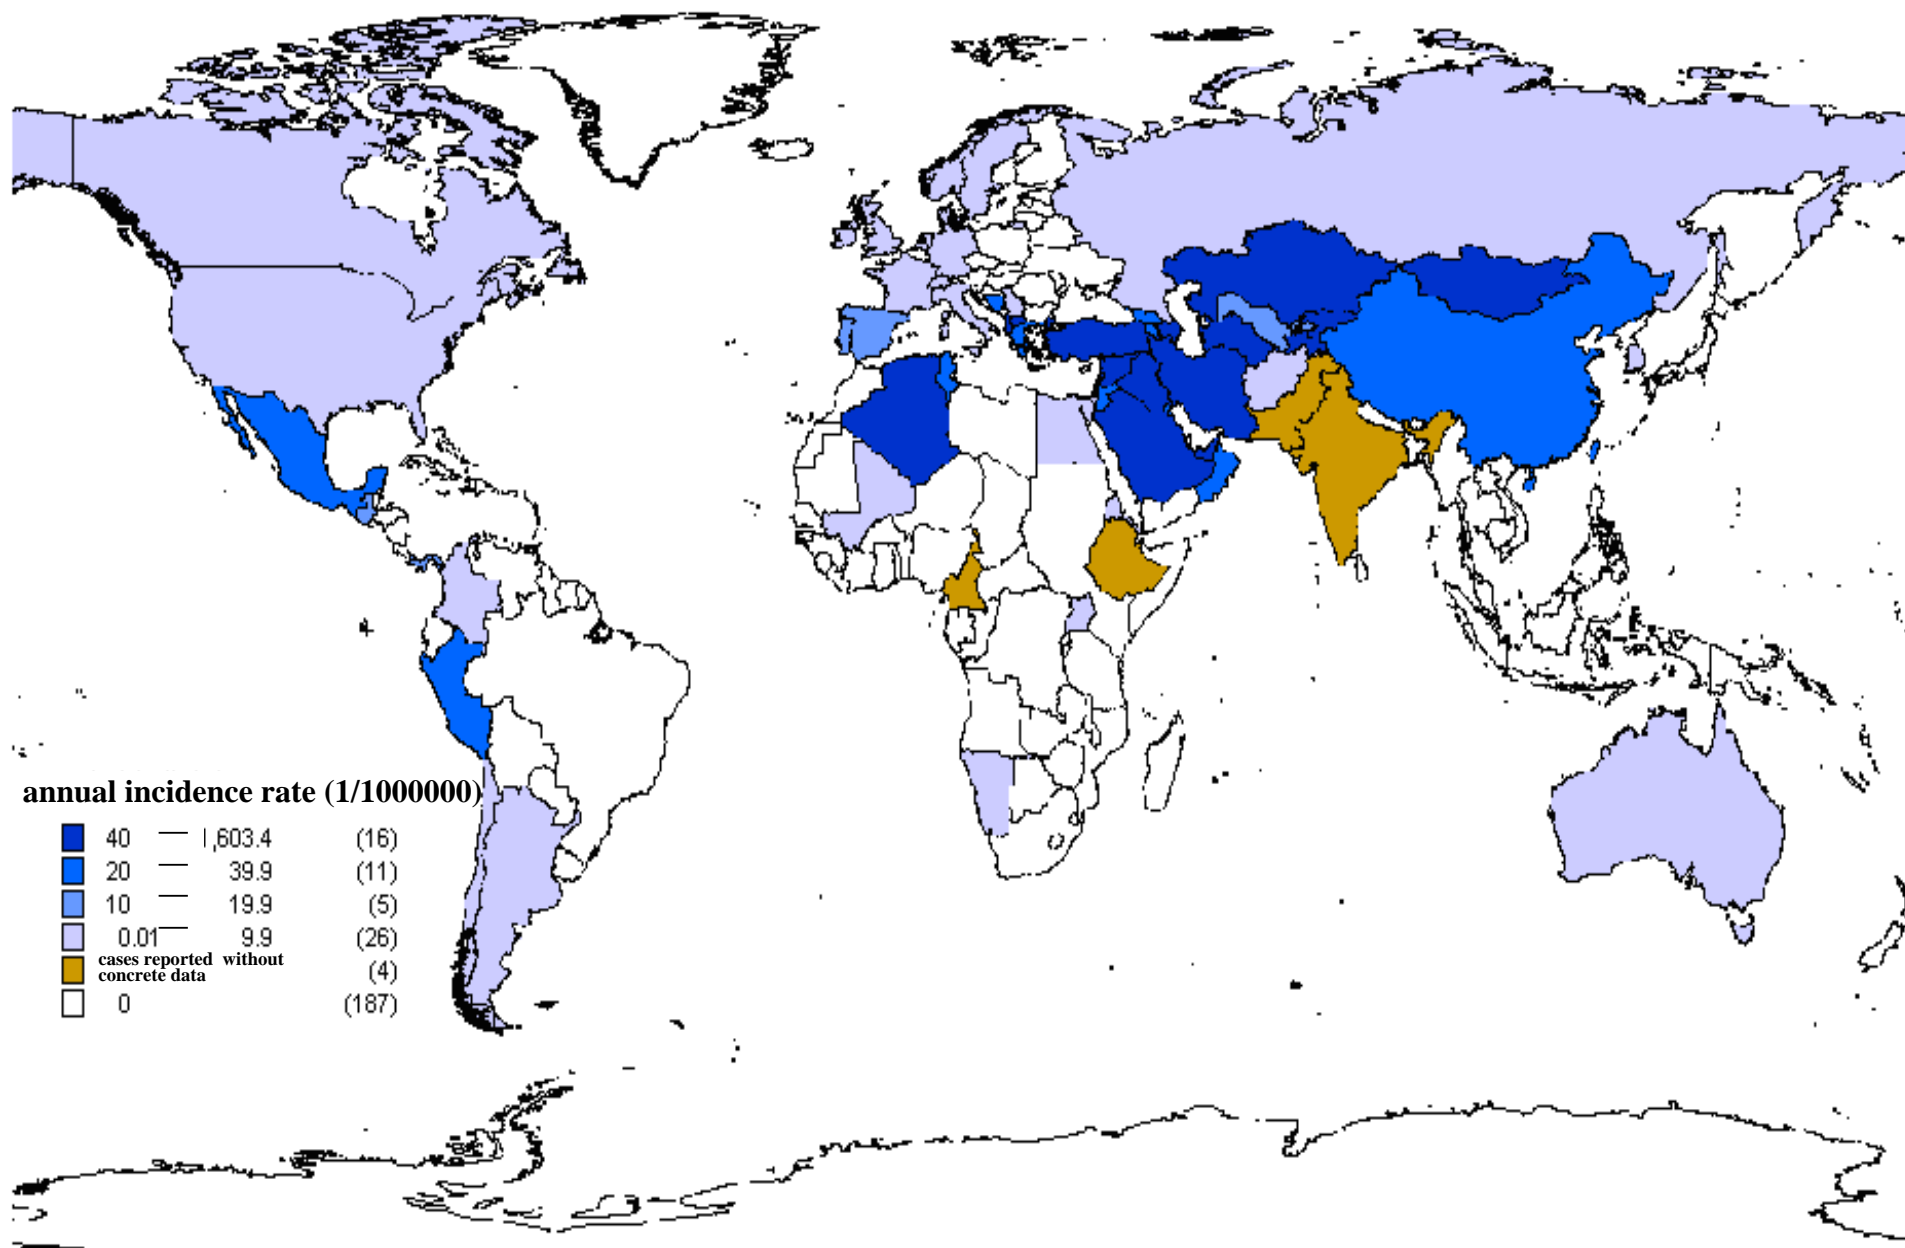 annual incidence rate (1/1000000)
40 — 1,603.4 (16)
20 — 39.9 (11)
10 — 19.9 (5)
0.01 — 9.9 (26)
cases reported without
concrete data (4)
0 (187)